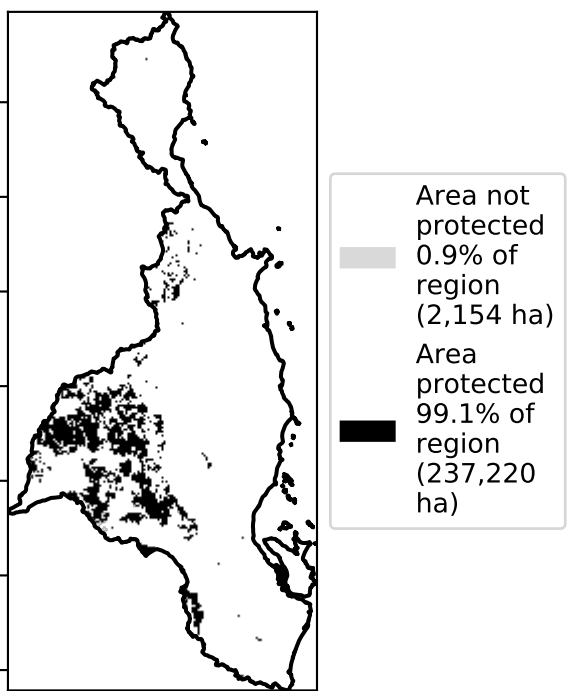 Area not
protected
0.9% of
region
(2,154 ha)
Area
protected
99.1% of
region
(237,220
ha)